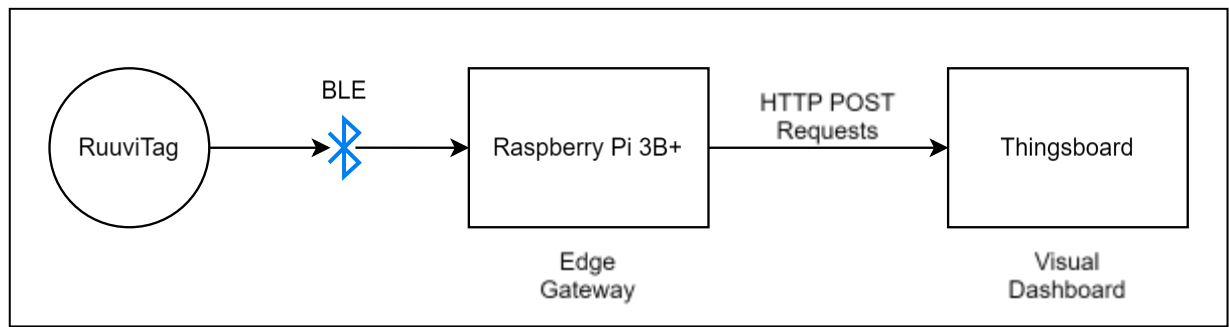 RuuviTag
BLE
Raspberry Pi 3B+
Edge
Gateway
HTTP POST
Requests
Thingsboard
Visual
Dashboard